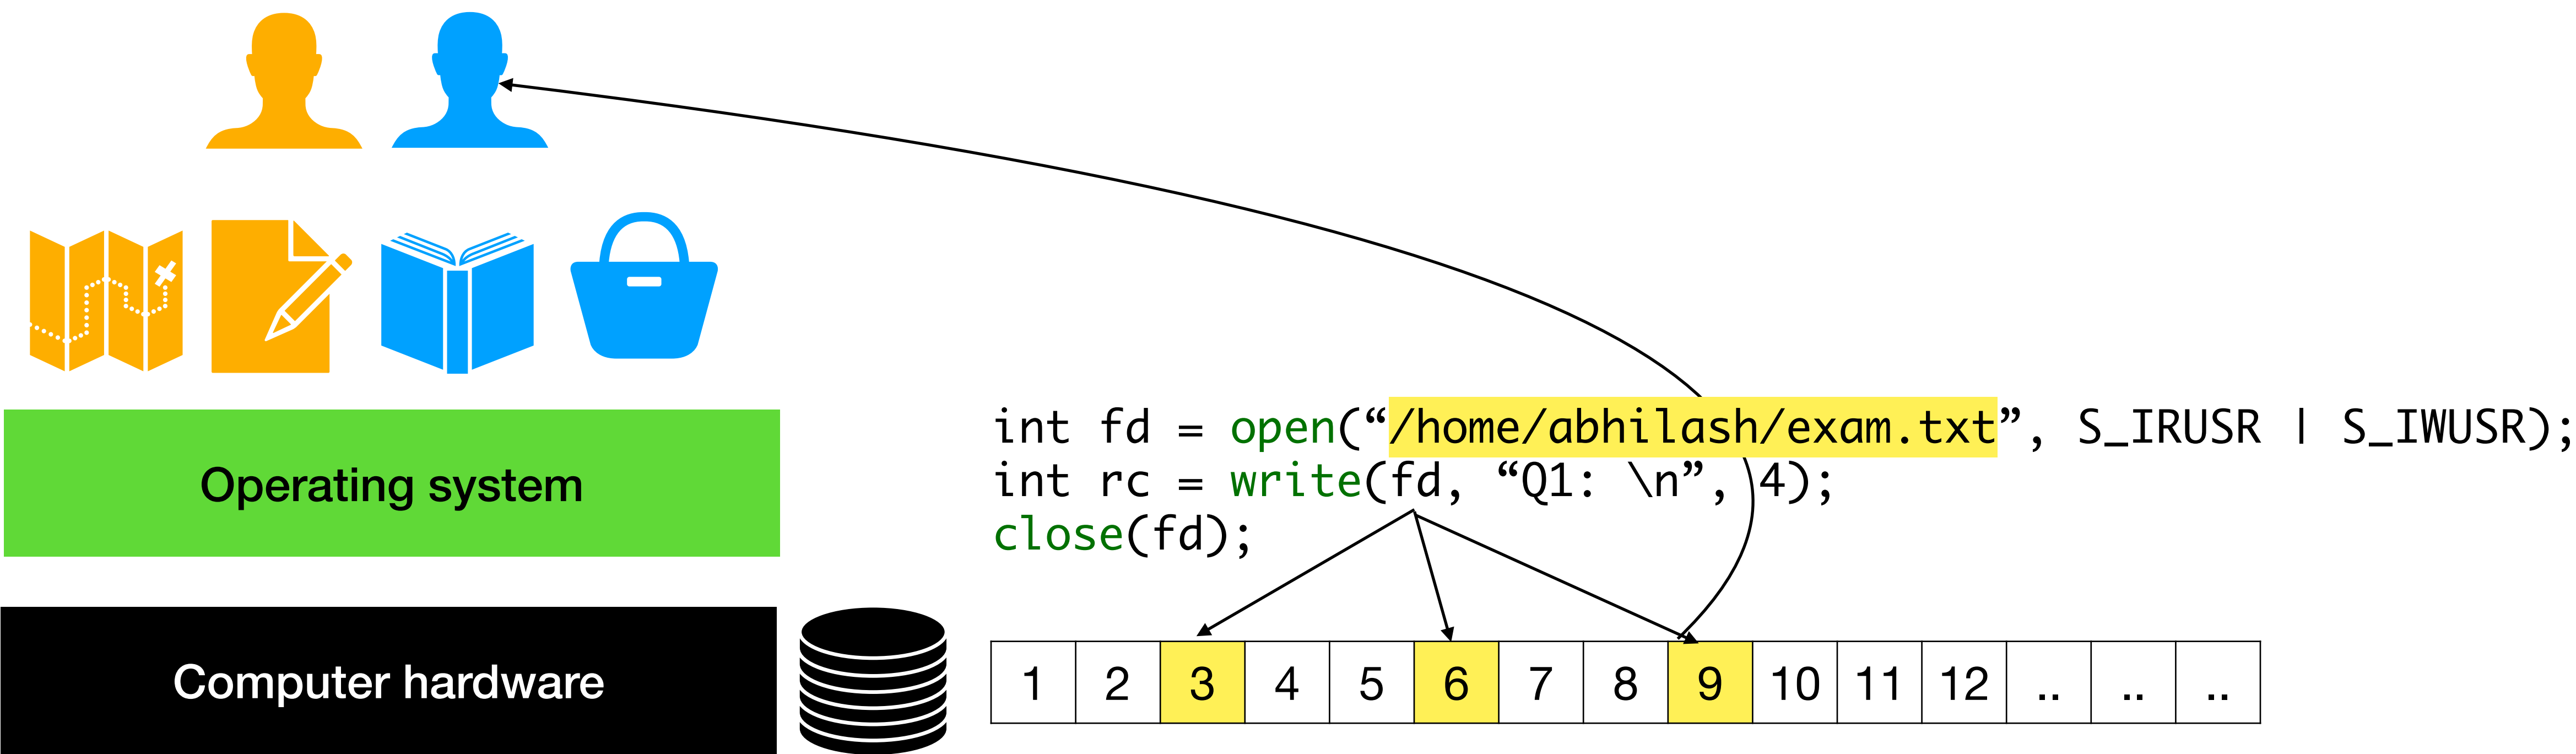 int fd = open(“/home/abhilash/exam.txt”, S_IRUSR | S_IWUSR);
int rc = write(fd, “Q1: \n”, 4);
close(fd);
Operating system
Computer hardware
1 2 3 4 5 6 7 8 9 10 11 12 .. .. ..